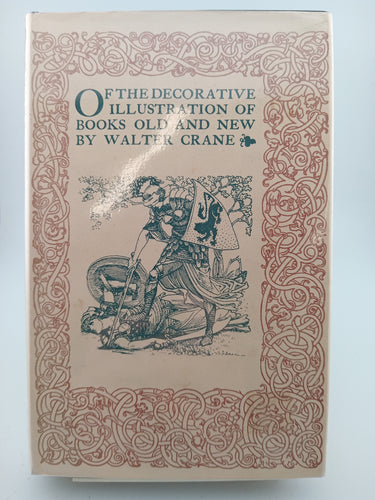 OF THE DECORATIVE
ILLUSTRATION OF
BOOKS OLD AND NEW
BY WALTER CRANE